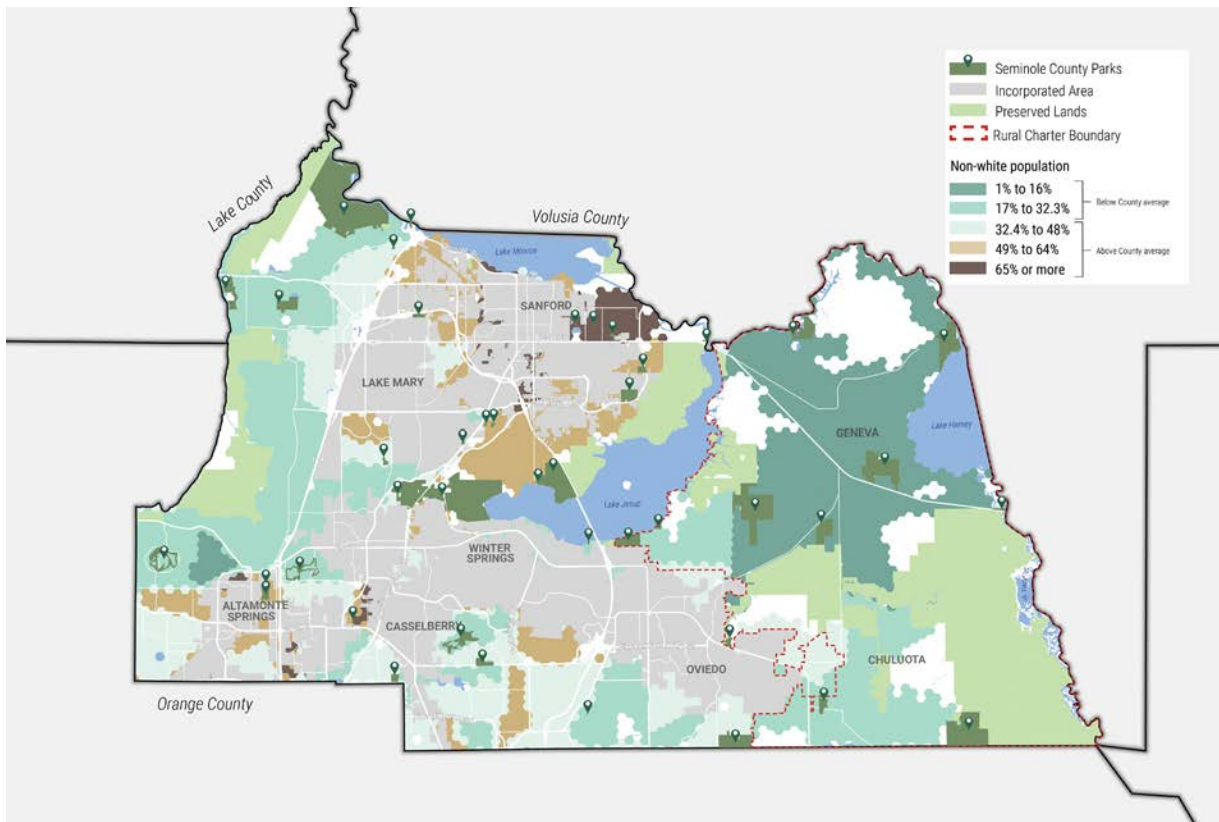 Seminole County Parks
Incorporated Area
Preserved Lands
Rural Charter Boundary
Non-white population
1% to 16%
17% to 32.3%
Below County average
32.4% to 48%
49% to 64%
Above County average
65% or more
Lake County
Volusia County
Lake Monroe
SANFORD
LAKE MARY
GENEVA
Lake Harney
Lake Jesup
WINTER
SPRINGS
ALTAMONTE
SPRINGS
CASSELBERRY
OVIEDO
CHULUOTA
Orange County